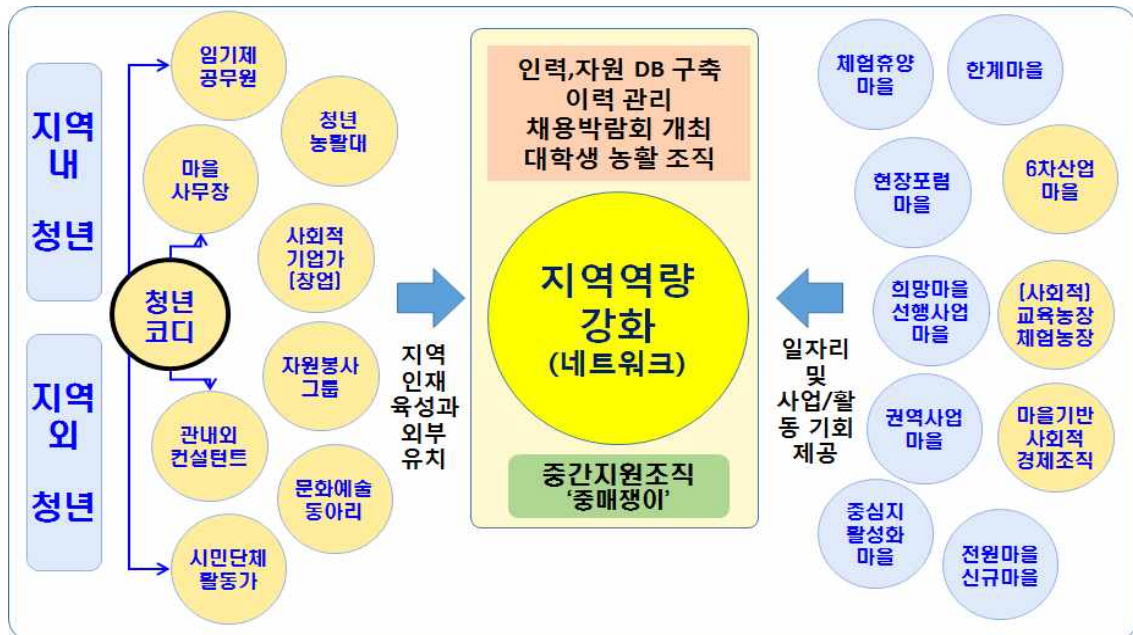 지역
내
청년
지역
외
청년
임기제
공무원
청년
농활대
마을
사무장
사회적
기업가
(창업)
청년
코디
자원봉사
그룹
관내외
컨설턴트
문화예술
동아리
시민단체
활동가
지역
인재
육성과
외부
유치
인력,자원 DB 구축
이력 관리
채용박람회 개최
대학생 농활 조직
지역역량
강화
(네트워크)
중간지원조직
'중매쟁이'
일자리
및
사업/활
동 기회
제공
체험휴양
마을
한계마을
현장포럼
마을
6차산업
마을
희망마을
선행사업
마을
(사회적)
교육농장
체험농장
권역사업
마을
마을기반
사회적
경제조직
중심지
활성화
마을
전원마을
신규마을